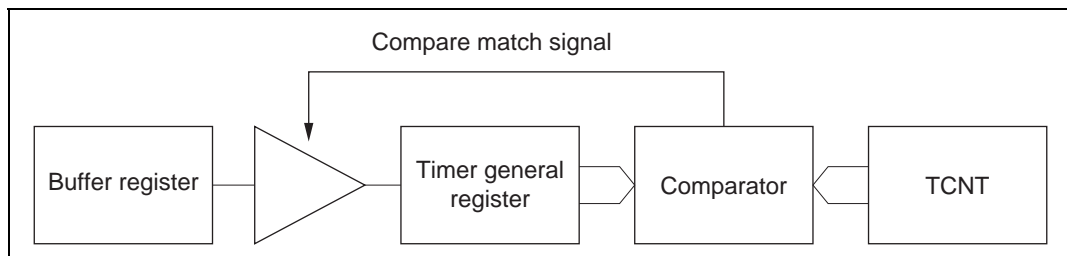 Compare match signal
Buffer register
Timer general
register
Comparator
TCNT